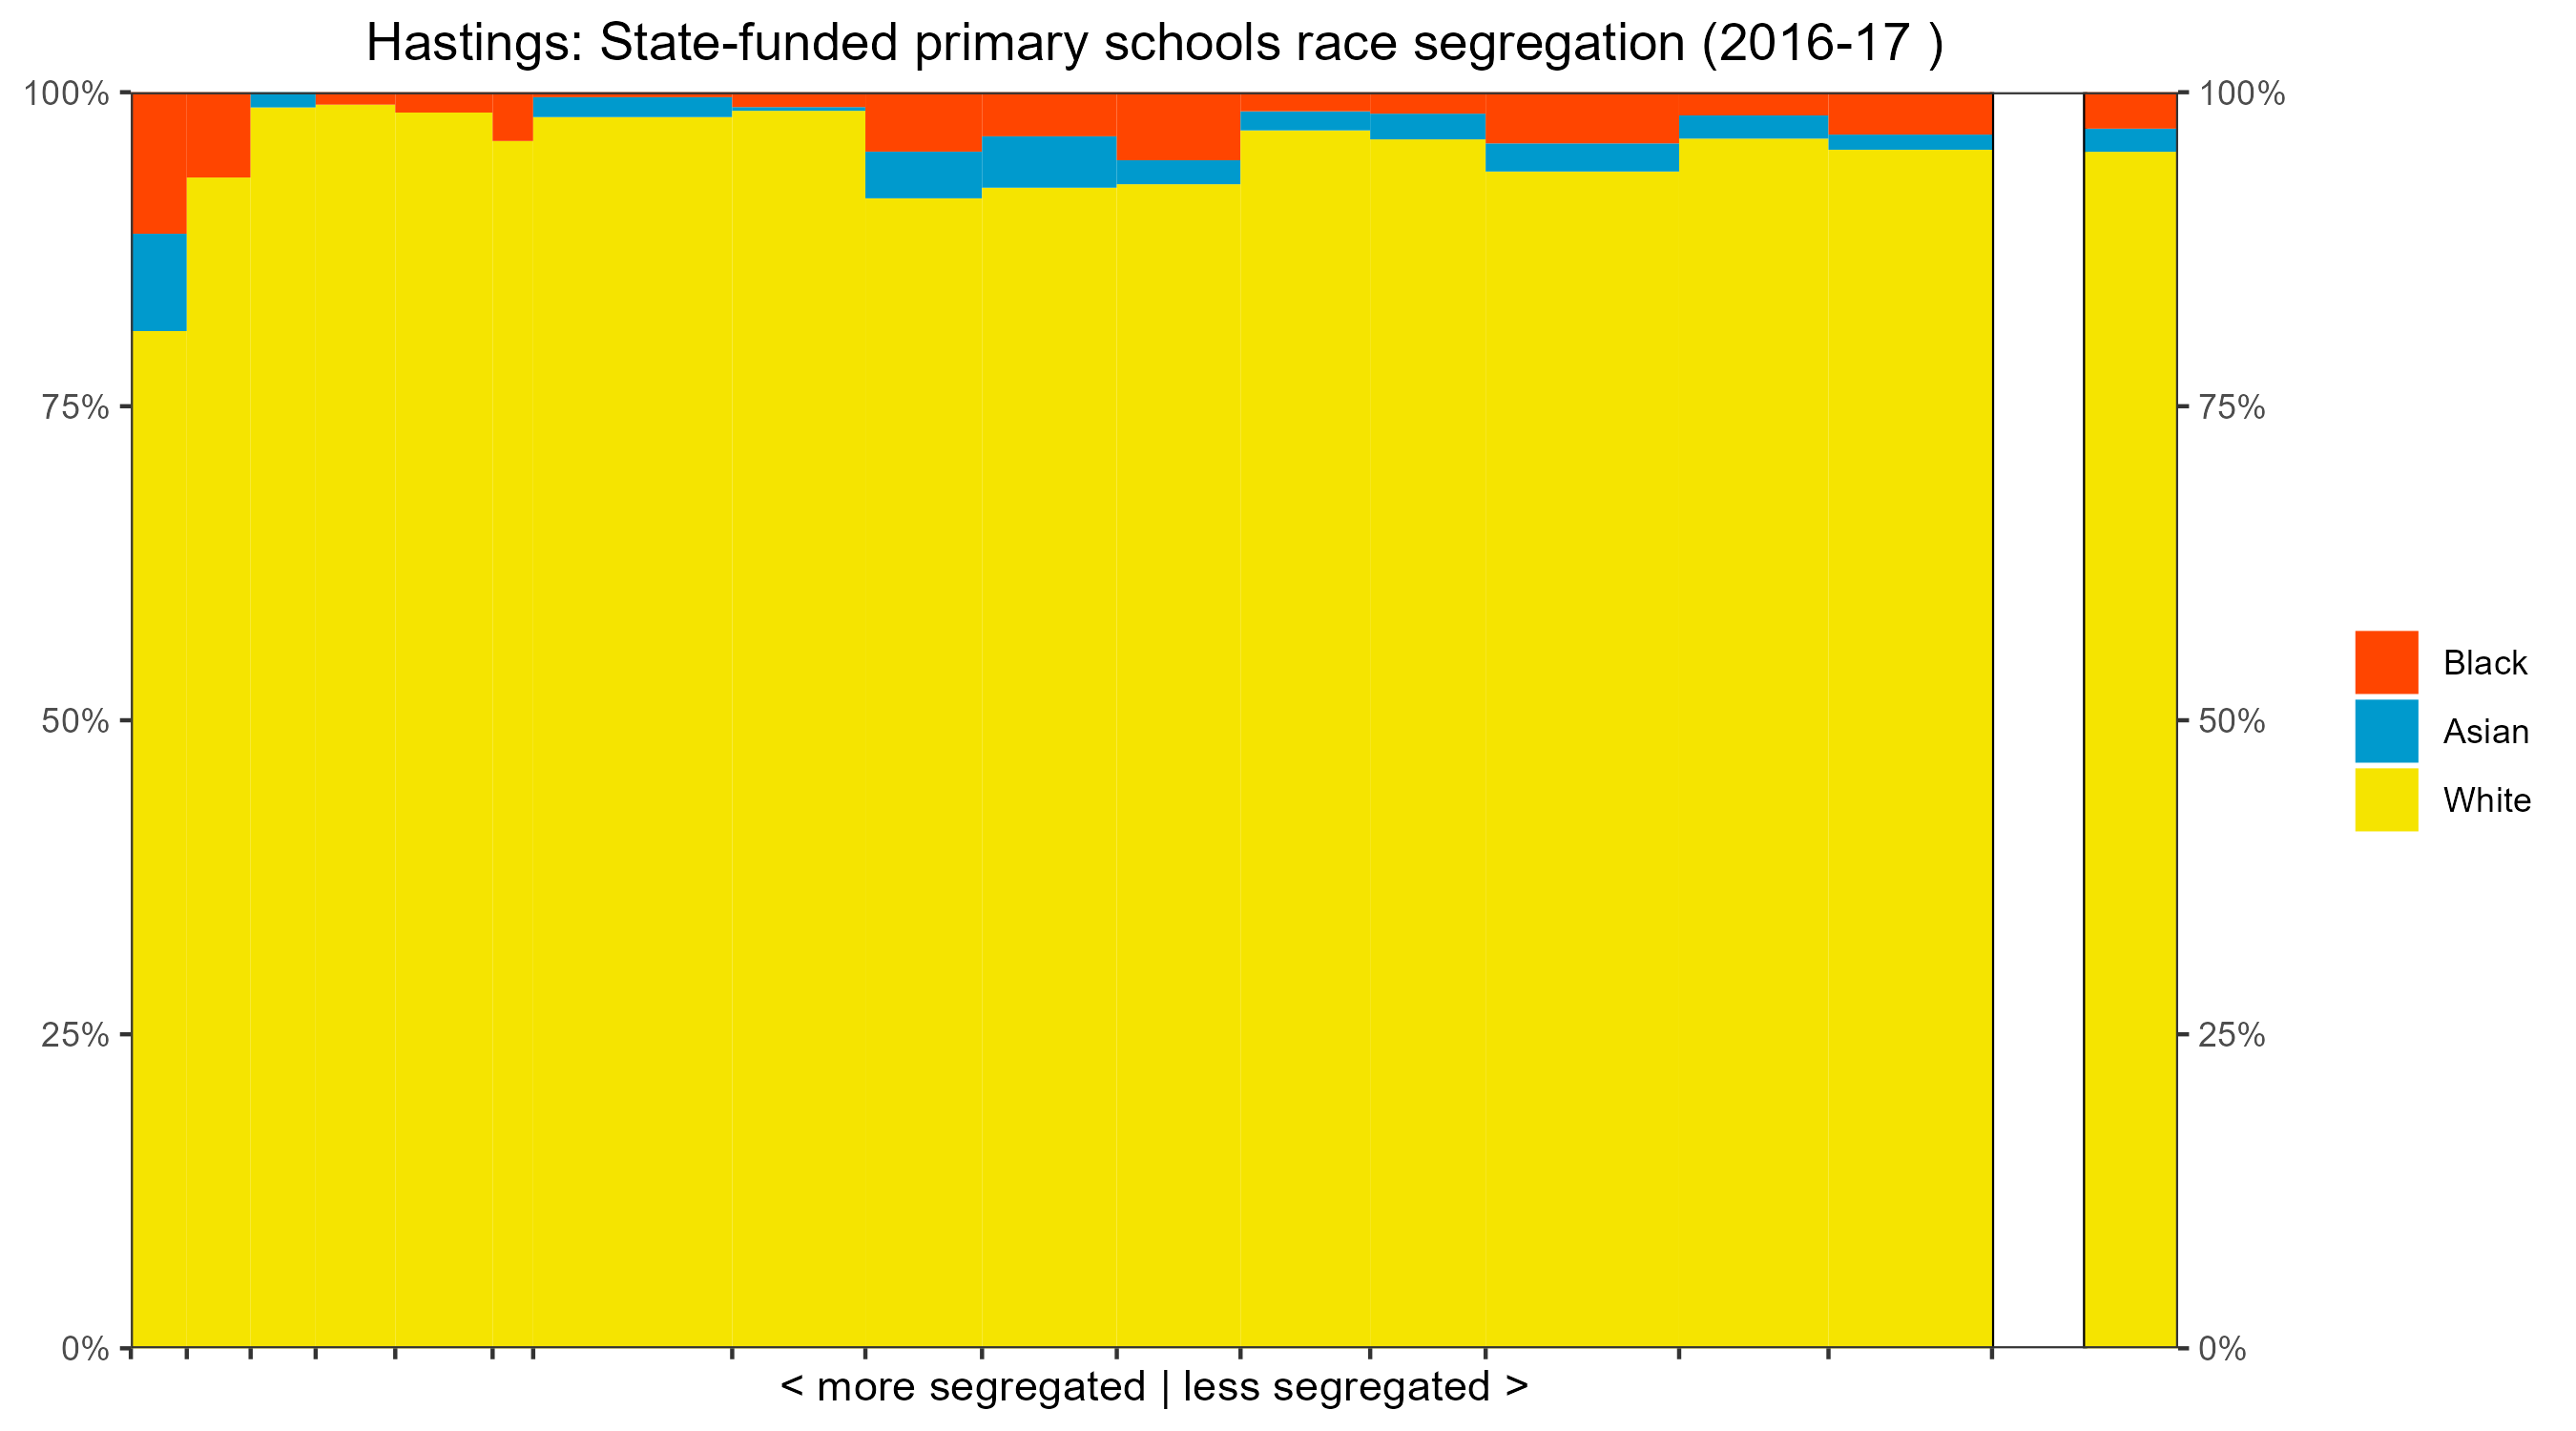 Hastings: State-funded primary schools race segregation (2016-17 )
100%
75%
50%
25%
0%
100%
75%
50%
25%
0%
Black
Asian
White
< more segregated | less segregated >